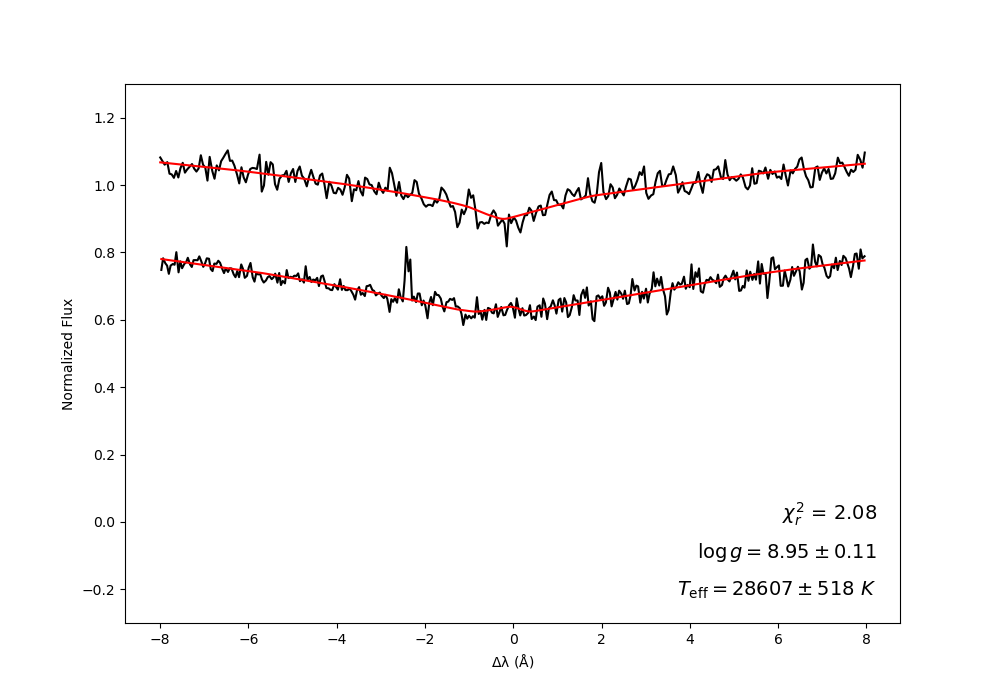 1.2
1.0
0.8
0.6
0.4
0.2
0.0
−0.2
Normalized Flux
χ²ᵣ = 2.08
log g = 8.95 ± 0.11
T_eff = 28607 ± 518 K
−8 −6 −4 −2 0 2 4 6 8
Δλ (Å)